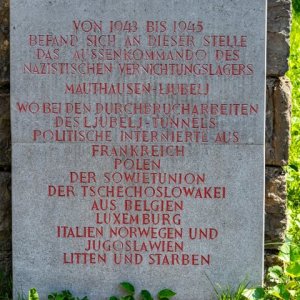 VON 1943 BIS 1945
BEFAND SICH AN DIESER STELLE
DAS AUSSENKOMMANDO DES
NAZISTISCHEN VERNICHTUNGSLAGERS
MAUTHAUSEN-LJUBELJ
WO BEI DEN DURCHBRUCHARBEITEN
DES LJUBELJ-TUNNELS
POLITISCHE INTERNIERTE AUS
FRANKREICH
POLEN
DER SOWJETUNION
DER TSCHECHOSLOWAKEI
AUS BELGIEN
LUXEMBURG
ITALIEN NORWEGEN UND
JUGOSLAWIEN
LITTEN UND STARBEN